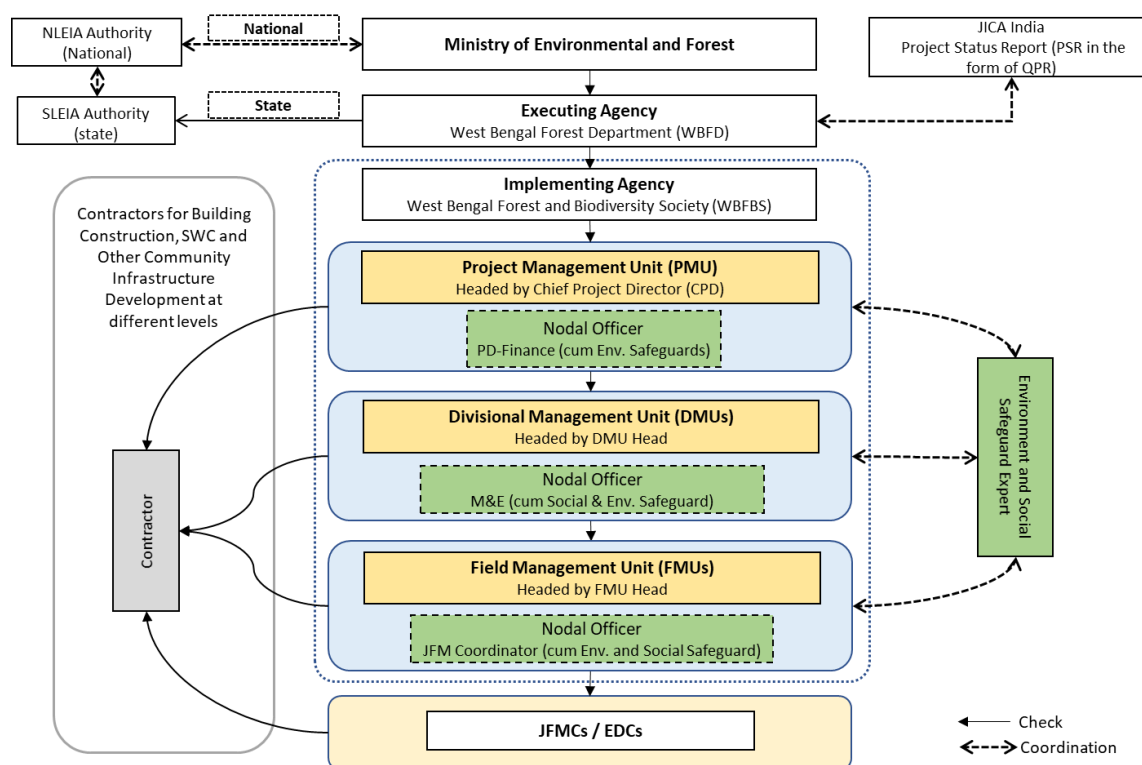 NLEIA Authority
(National)
National
Ministry of Environmental and Forest
JICA India
Project Status Report (PSR in the
form of QPR)
SLEIA Authority
(state)
State
Executing Agency
West Bengal Forest Department (WBFD)
Implementing Agency
West Bengal Forest and Biodiversity Society (WBFBS)
Contractors for Building
Construction, SWC and
Other Community
Infrastructure
Development at
different levels
Project Management Unit (PMU)
Headed by Chief Project Director (CPD)
Nodal Officer
PD-Finance (cum Env. Safeguards)
Divisional Management Unit (DMUs)
Headed by DMU Head
Nodal Officer
M&E (cum Social & Env. Safeguard)
Environment and Social
Safeguard Expert
Contractor
Field Management Unit (FMUs)
Headed by FMU Head
Nodal Officer
JFM Coordinator (cum Env. and Social Safeguard)
JFMCs / EDCs
Check
Coordination